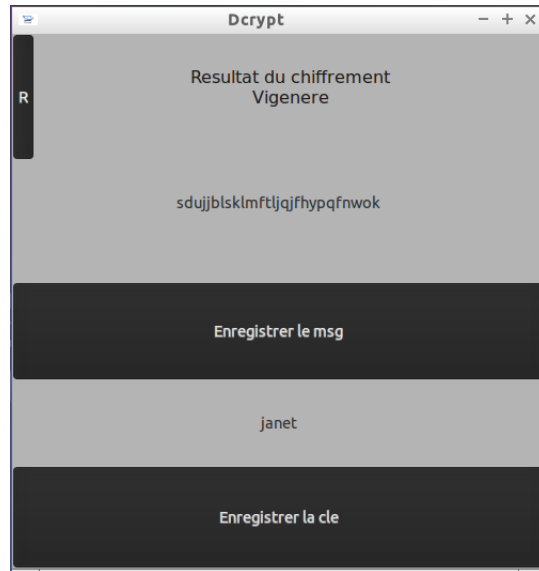 Dcrypt
R
Resultat du chiffrement
Vigenere
sdujjblsklmftljqjfhypqfnwok
Enregistrer le msg
janet
Enregistrer la cle